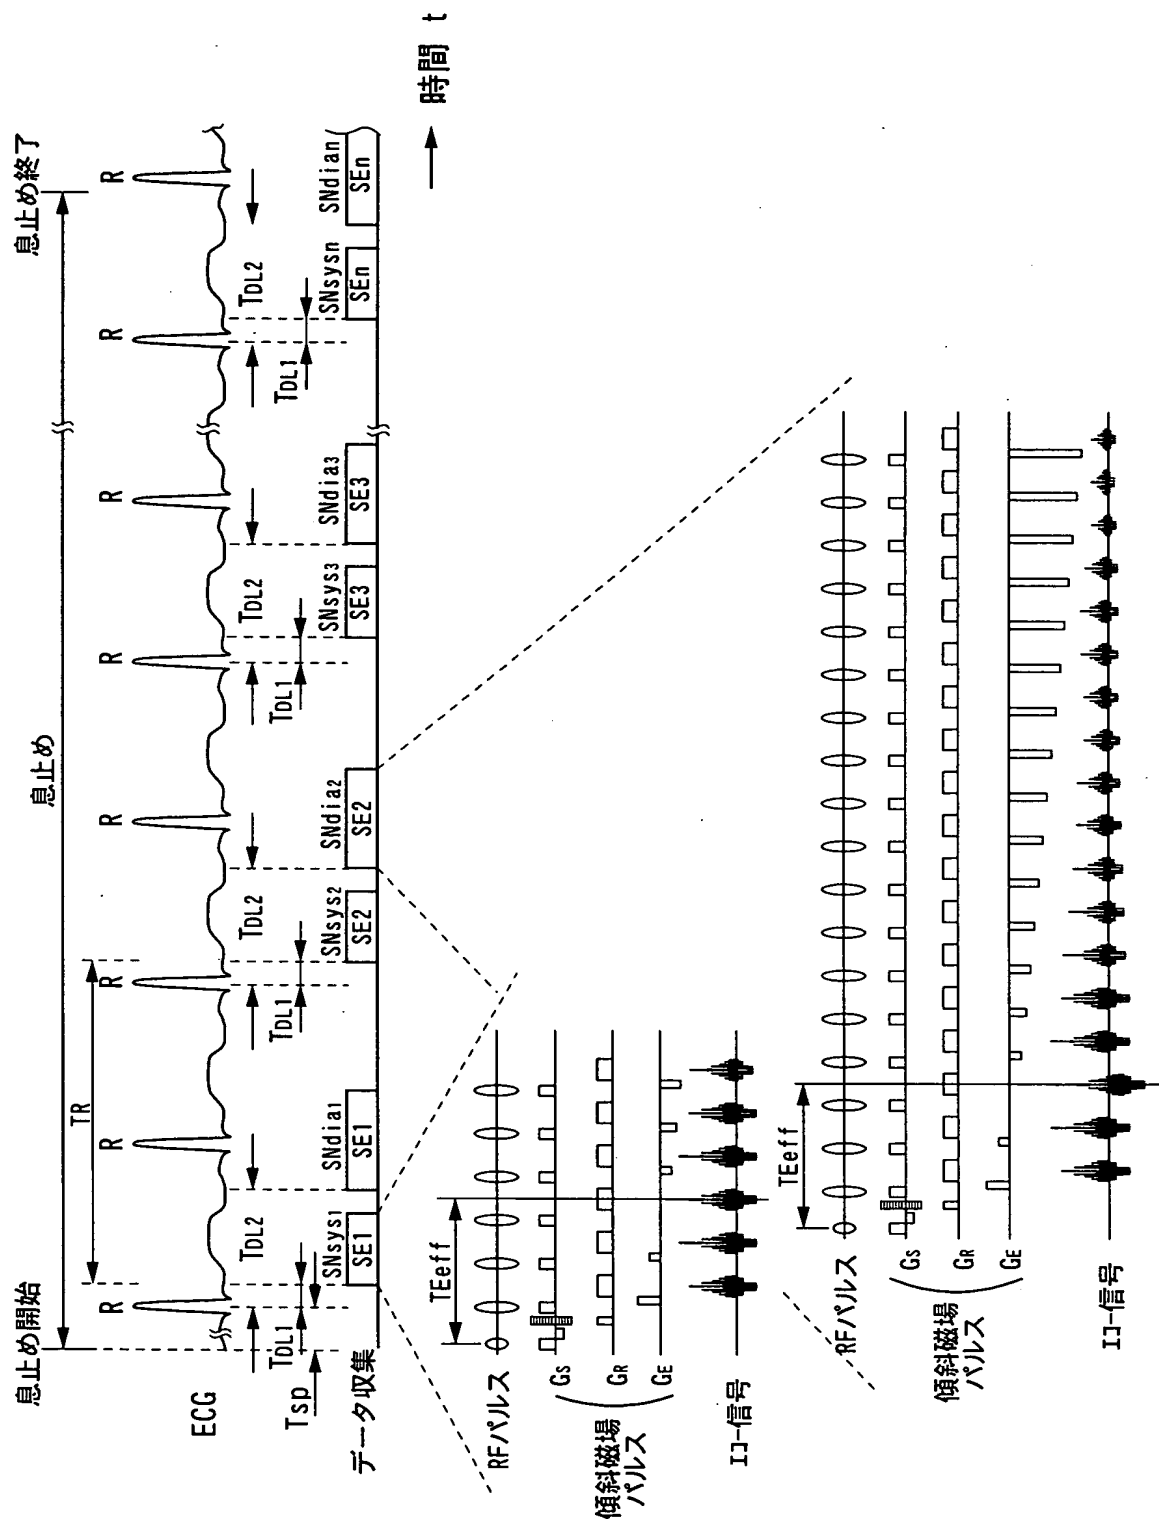 息止め開始
息止め
息止め終了
TR
R
R
R
R
R
R
R
R
ECG
TDL1
TDL2
TDL1
TDL2
TDL1
TDL2
TDL1
TDL2
Tsp
SNsys1
SNdia1
SNsys2
SNdia2
SNsys3
SNdia3
SNsysn
SNdian
データ収集
SE1
SE1
SE2
SE2
SE3
SE3
SEn
SEn
時間 t
TEeff
RFパルス
GS
GR
GE
傾斜磁場
パルス
エコー信号
TEeff
RFパルス
GS
GR
GE
傾斜磁場
パルス
エコー信号